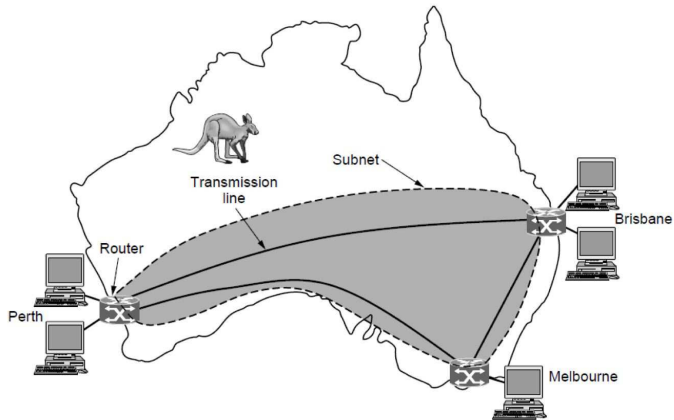 Subnet
Transmission
line
Brisbane
Router
Perth
Melbourne